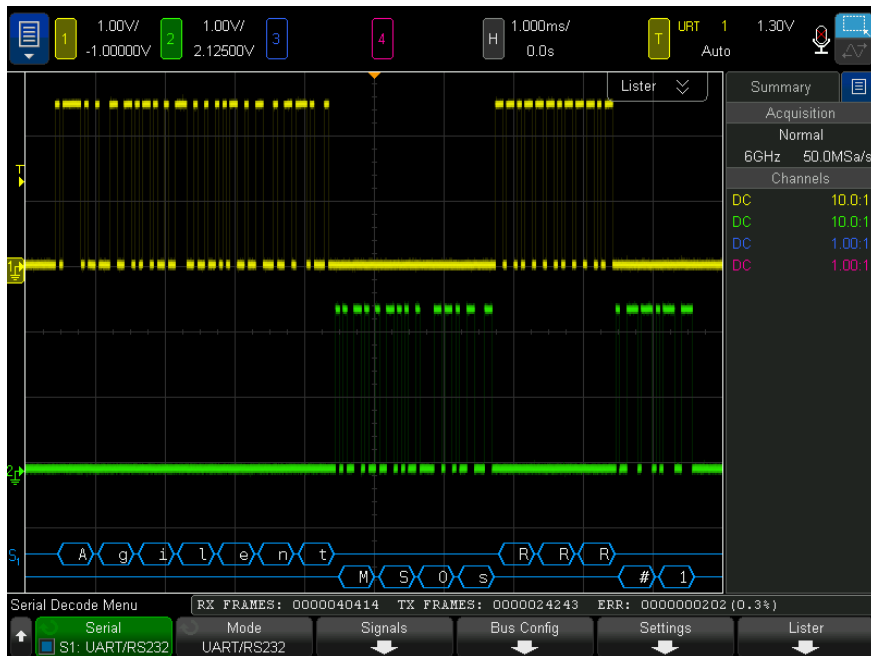 1 1.00V/ -1.00000V
2 1.00V/ 2.12500V
3
4
H 1.000ms/ 0.0s
T URT 1 1.30V Auto
Lister
Summary
Acquisition
Normal
6GHz 50.0MSa/s
Channels
DC 10.0:1
DC 10.0:1
DC 1.00:1
DC 1.00:1
T
1
2
S1
A g i l e n t R R R
M S O s # 1
Serial Decode Menu
RX FRAMES: 0000040414 TX FRAMES: 0000024243 ERR: 0000000202(0.3%)
Serial Mode Signals Bus Config Settings Lister
S1: UART/RS232 UART/RS232